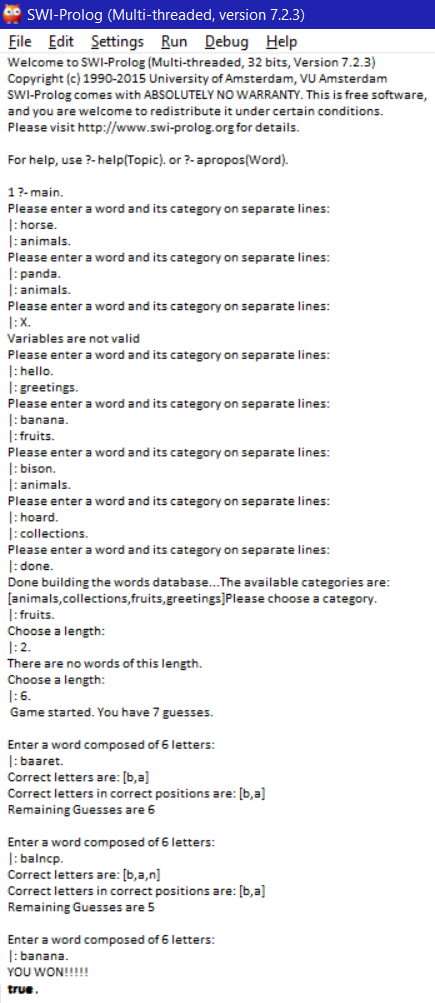 SWI-Prolog (Multi-threaded, version 7.2.3)
File Edit Settings Run Debug Help
Welcome to SWI-Prolog (Multi-threaded, 32 bits, Version 7.2.3)
Copyright (c) 1990-2015 University of Amsterdam, VU Amsterdam
SWI-Prolog comes with ABSOLUTELY NO WARRANTY. This is free software,
and you are welcome to redistribute it under certain conditions.
Please visit http://www.swi-prolog.org for details.
For help, use ?- help(Topic). or ?- apropos(Word).
1 ?- main.
Please enter a word and its category on separate lines:
|: horse.
|: animals.
Please enter a word and its category on separate lines:
|: panda.
|: animals.
Please enter a word and its category on separate lines:
|: X.
Variables are not valid
Please enter a word and its category on separate lines:
|: hello.
|: greetings.
Please enter a word and its category on separate lines:
|: banana.
|: fruits.
Please enter a word and its category on separate lines:
|: bison.
|: animals.
Please enter a word and its category on separate lines:
|: hoard.
|: collections.
Please enter a word and its category on separate lines:
|: done.
Done building the words database...The available categories are:
[animals,collections,fruits,greetings]Please choose a category.
|: fruits.
Choose a length:
|: 2.
There are no words of this length.
Choose a length:
|: 6.
Game started. You have 7 guesses.
Enter a word composed of 6 letters:
|: baaret.
Correct letters are: [b,a]
Correct letters in correct positions are: [b,a]
Remaining Guesses are 6
Enter a word composed of 6 letters:
|: balncp.
Correct letters are: [b,a,n]
Correct letters in correct positions are: [b,a]
Remaining Guesses are 5
Enter a word composed of 6 letters:
|: banana.
YOU WON!!!!!
true.